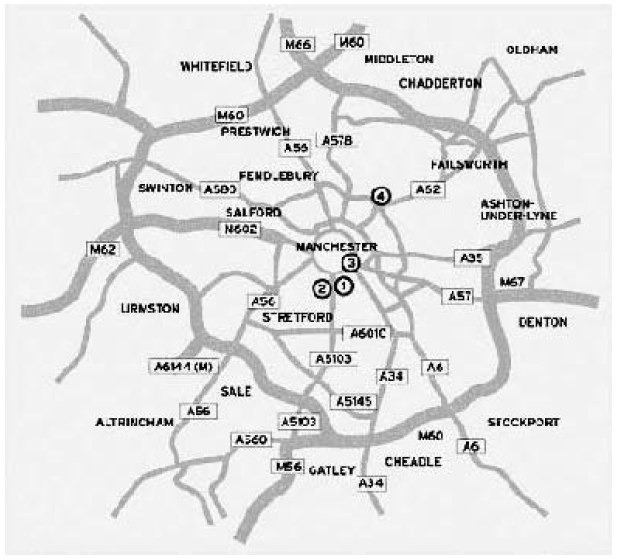 M66
M60
OLDHAM
WHITEFIELD
MIDDLETON
CHADDERTON
M60
PRESTWICH
A56
A578
FAILSWORTH
PENDLEBURY
SWINTON
A580
4
A62
ASHTON-
UNDER-LYNE
SALFORD
M602
M62
MANCHESTER
3
A35
M67
2
1
A56
A57
URMSTON
STRETFORD
DENTON
A6010
A5103
A6144 (M)
A34
A6
SALE
A5145
A56
ALTRINCHAM
A5103
STOCKPORT
A560
M60
A6
M56
GATLEY
CHEADLE
A34